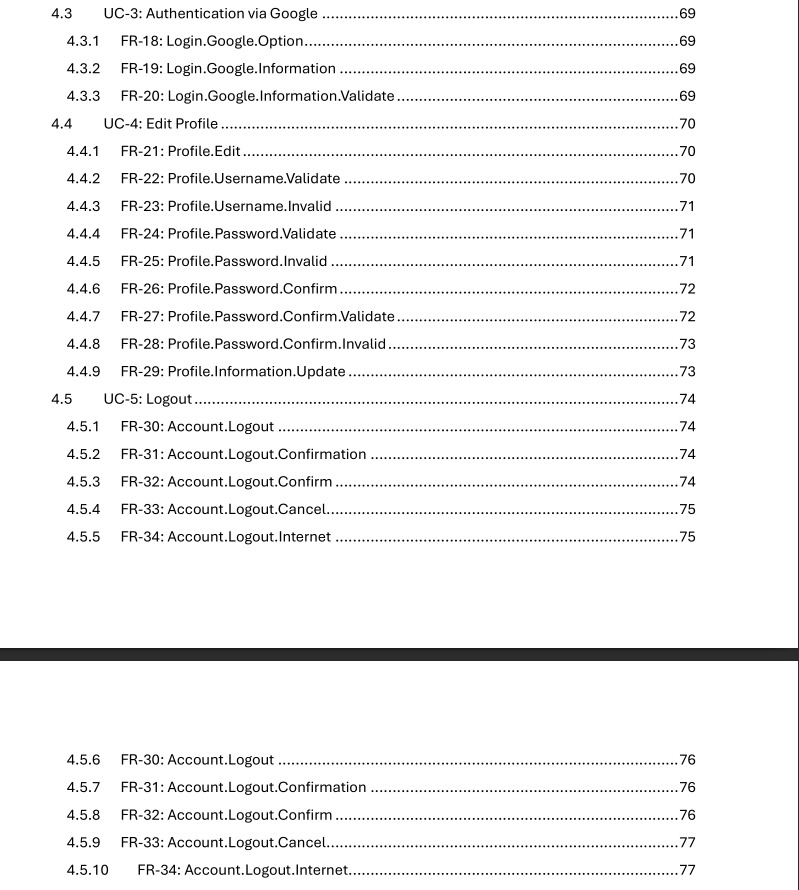 4.3 UC-3: Authentication via Google ........................................ 69
4.3.1 FR-18: Login.Google.Option ........................................ 69
4.3.2 FR-19: Login.Google.Information ........................................ 69
4.3.3 FR-20: Login.Google.Information.Validate ........................................ 69
4.4 UC-4: Edit Profile ........................................ 70
4.4.1 FR-21: Profile.Edit ........................................ 70
4.4.2 FR-22: Profile.Username.Validate ........................................ 70
4.4.3 FR-23: Profile.Username.Invalid ........................................ 71
4.4.4 FR-24: Profile.Password.Validate ........................................ 71
4.4.5 FR-25: Profile.Password.Invalid ........................................ 71
4.4.6 FR-26: Profile.Password.Confirm ........................................ 72
4.4.7 FR-27: Profile.Password.Confirm.Validate ........................................ 72
4.4.8 FR-28: Profile.Password.Confirm.Invalid ........................................ 73
4.4.9 FR-29: Profile.Information.Update ........................................ 73
4.5 UC-5: Logout ........................................ 74
4.5.1 FR-30: Account.Logout ........................................ 74
4.5.2 FR-31: Account.Logout.Confirmation ........................................ 74
4.5.3 FR-32: Account.Logout.Confirm ........................................ 74
4.5.4 FR-33: Account.Logout.Cancel ........................................ 75
4.5.5 FR-34: Account.Logout.Internet ........................................ 75
4.5.6 FR-30: Account.Logout ........................................ 76
4.5.7 FR-31: Account.Logout.Confirmation ........................................ 76
4.5.8 FR-32: Account.Logout.Confirm ........................................ 76
4.5.9 FR-33: Account.Logout.Cancel ........................................ 77
4.5.10 FR-34: Account.Logout.Internet ........................................ 77